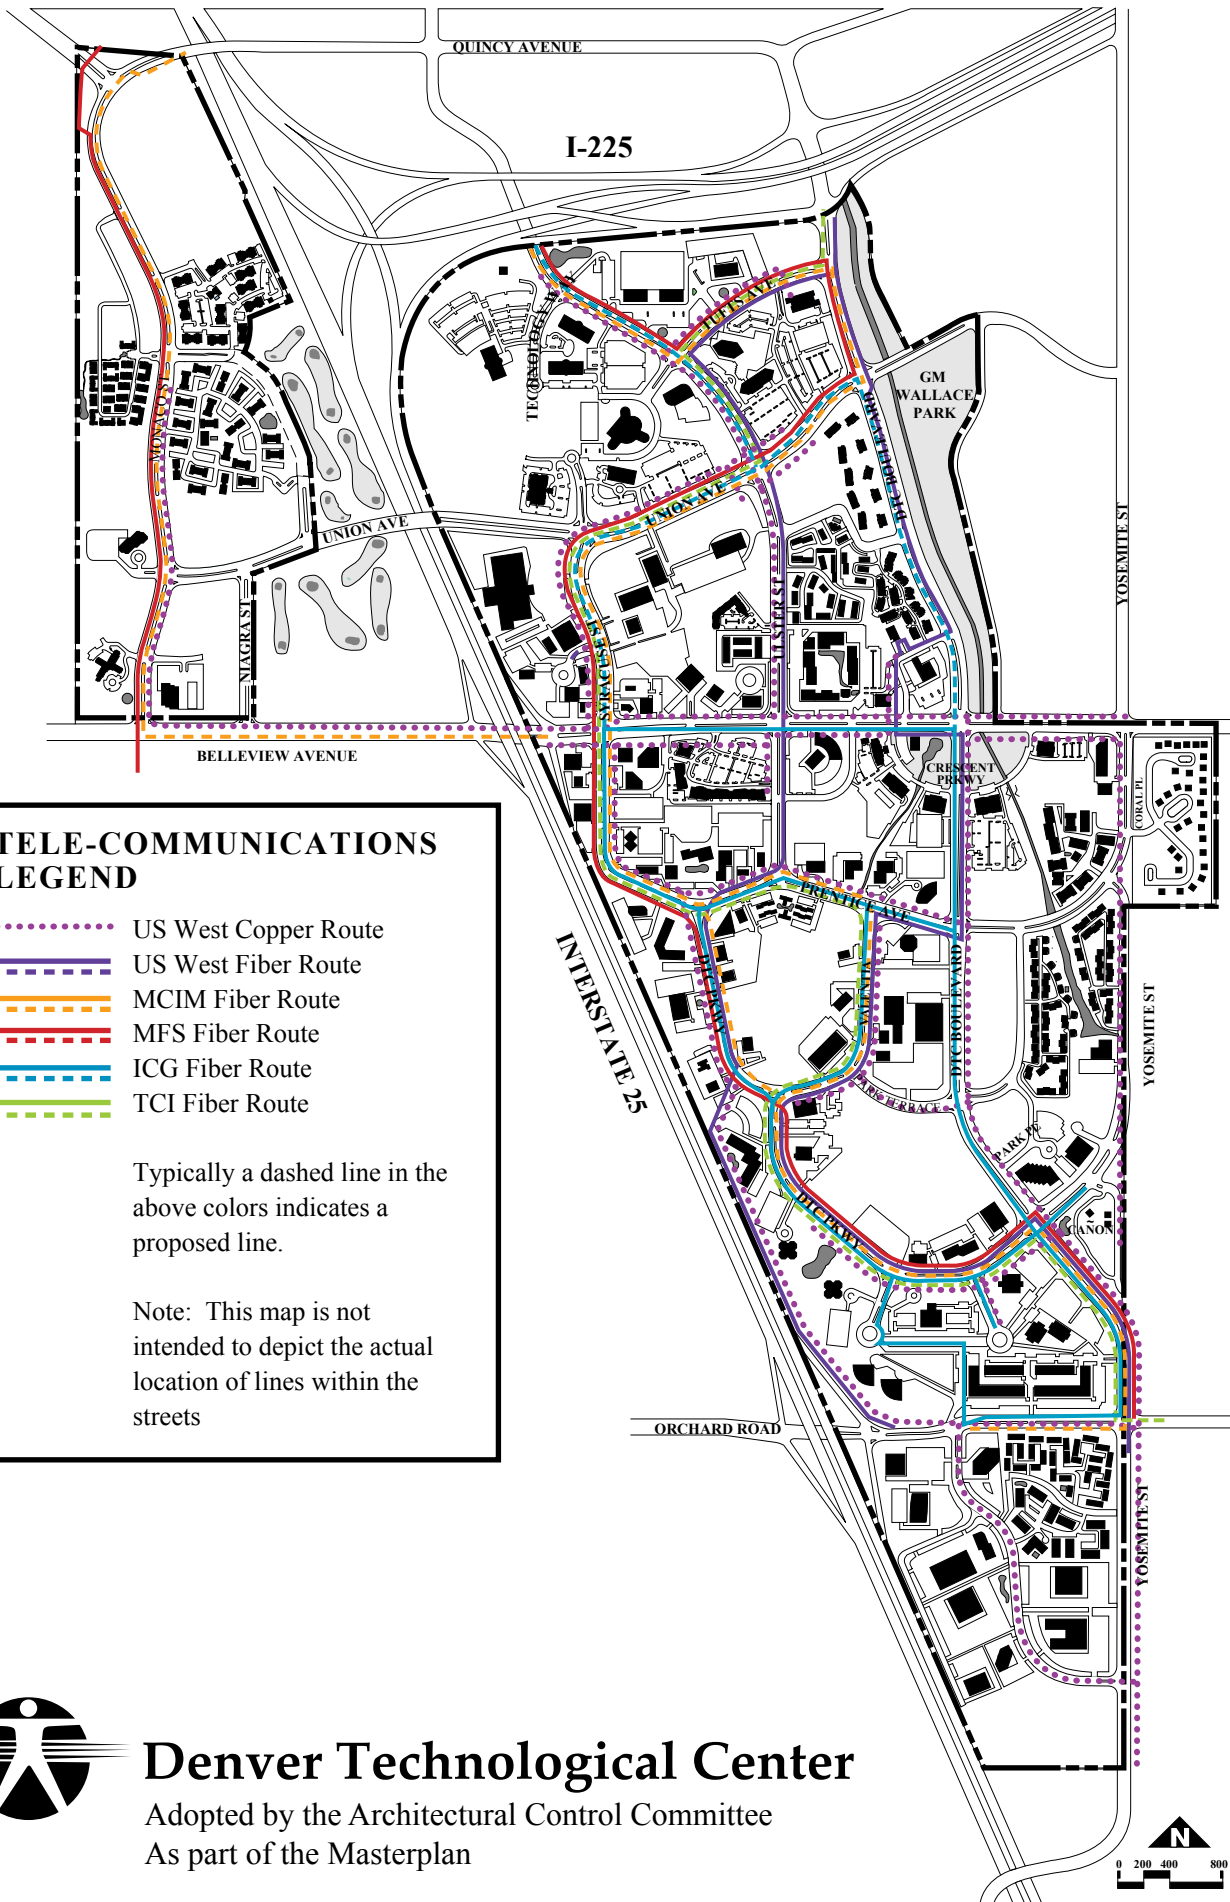 QUINCY AVENUE
I-225
TECHNOLOGY WAY
TUFTS AVE
GM
WALLACE
PARK
MONACO ST
DTC BOULEVARD
UNION AVE
UNION AVE
YOSEMITE ST
NIAGRA ST
ULSTER ST
SYRACUSE ST
BELLEVIEW AVENUE
CRESCENT
PRKWY
CORAL PL
TELE-COMMUNICATIONS
LEGEND
US West Copper Route
US West Fiber Route
MCIM Fiber Route
MFS Fiber Route
ICG Fiber Route
TCI Fiber Route
Typically a dashed line in the
above colors indicates a
proposed line.
Note: This map is not
intended to depict the actual
location of lines within the
streets
PRENTICE AVE
INTERSTATE 25
DTC PKWY
VALENTIA
DTC BOULEVARD
YOSEMITE ST
PARK TERRACE
PARK PL
DTC PKWY
CANON
ORCHARD ROAD
YOSEMITE ST
Denver Technological Center
Adopted by the Architectural Control Committee
As part of the Masterplan
N
0 200 400 800